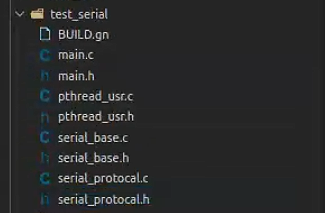 test_serial
BUILD.gn
main.c
main.h
pthread_usr.c
pthread_usr.h
serial_base.c
serial_base.h
serial_protocal.c
serial_protocal.h